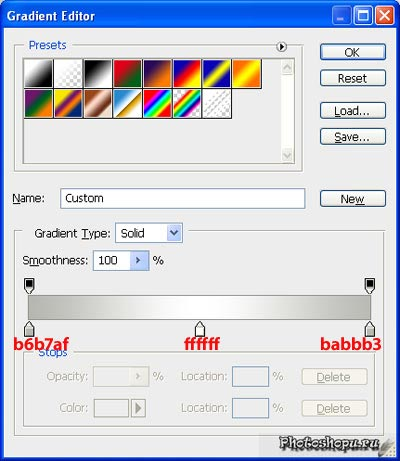 Gradient Editor
Presets
OK
Reset
Load...
Save...
Name: Custom New
Gradient Type: Solid
Smoothness: 100 %
b6b7af ffffff babbb3
Stops
Opacity: % Location: % Delete
Color: Location: % Delete
Photoshopu.ru